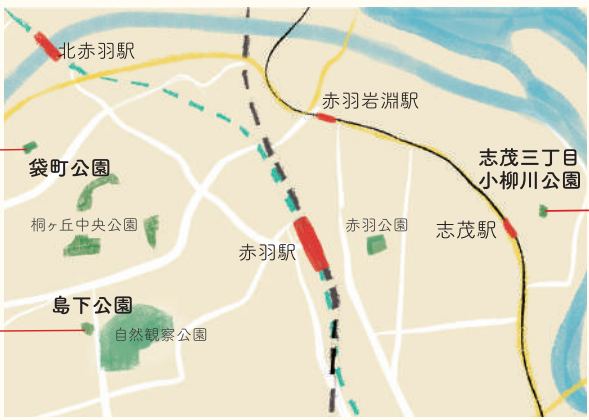 北赤羽駅
赤羽岩淵駅
袋町公園
志茂三丁目
小柳川公園
桐ヶ丘中央公園
赤羽公園
志茂駅
赤羽駅
島下公園
自然観察公園